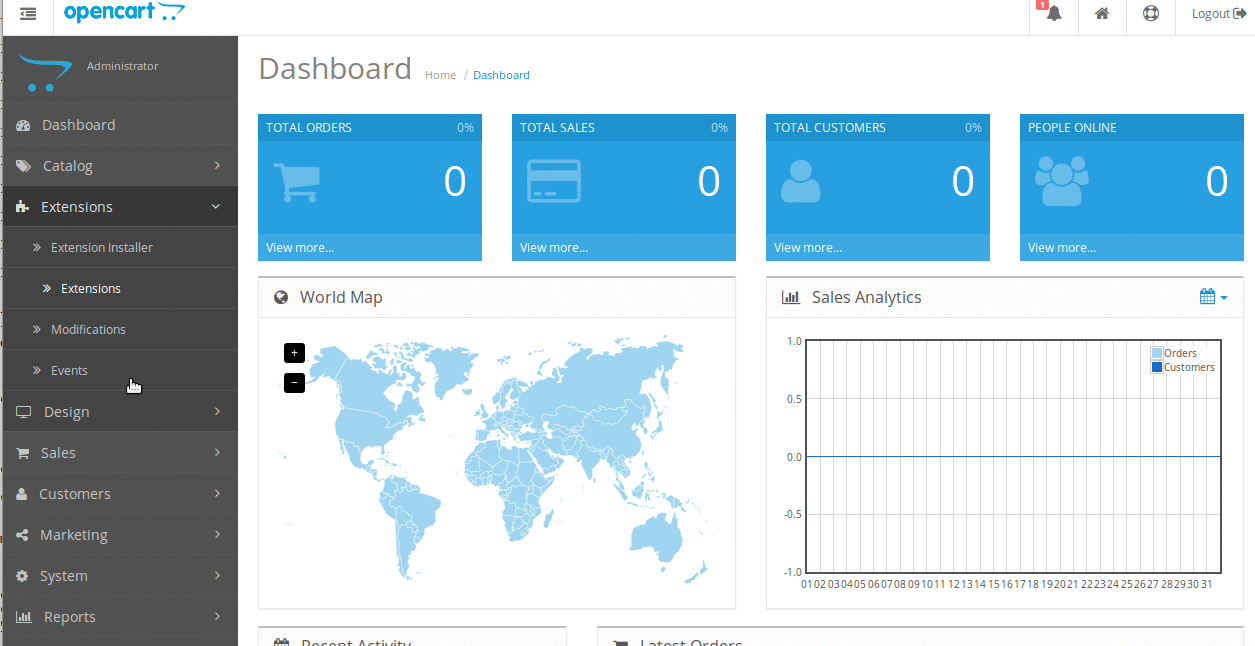 opencart
1
Logout
Administrator
Dashboard
Catalog
Extensions
Extension Installer
Extensions
Modifications
Events
Design
Sales
Customers
Marketing
System
Reports
Dashboard Home / Dashboard
TOTAL ORDERS 0%
0
View more...
TOTAL SALES 0%
0
View more...
TOTAL CUSTOMERS 0%
0
View more...
PEOPLE ONLINE
0
View more...
World Map
+
−
Sales Analytics
Orders
Customers
1.0
0.5
0.0
-0.5
-1.0
01 02 03 04 05 06 07 08 09 10 11 12 13 14 15 16 17 18 19 20 21 22 23 24 25 26 27 28 29 30 31
Recent Activity
Latest Orders